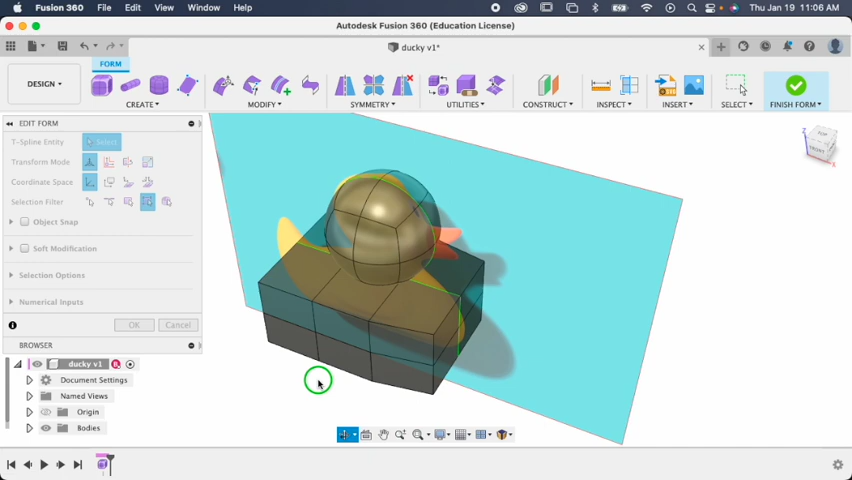 Fusion 360 File Edit View Window Help Thu Jan 19 11:06 AM
Autodesk Fusion 360 (Education License)
ducky v1*
FORM
DESIGN
CREATE MODIFY SYMMETRY UTILITIES CONSTRUCT INSPECT INSERT SELECT FINISH FORM
EDIT FORM
T-Spline Entity Select
Transform Mode
Coordinate Space
Selection Filter
Object Snap
Soft Modification
Selection Options
Numerical Inputs
OK Cancel
BROWSER
ducky v1
Document Settings
Named Views
Origin
Bodies
Z TOP
FRONT
X